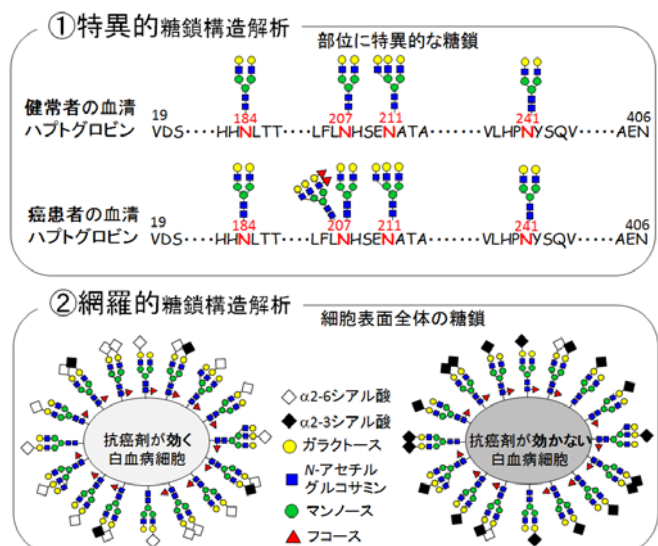 ①特異的糖鎖構造解析
部位に特異的な糖鎖
健常者の血清
ハプトグロビン
19
184
207
211
241
406
VDS····HHNLTT····LFLNHSENATA·······VLHPNYSQV····AEN
癌患者の血清
ハプトグロビン
19
184
207
211
241
406
VDS····HHNLTT····LFLNHSENATA·······VLHPNYSQV····AEN
②網羅的糖鎖構造解析
細胞表面全体の糖鎖
抗癌剤が効く
白血病細胞
α2-6シアル酸
α2-3シアル酸
ガラクトース
N-アセチル
グルコサミン
マンノース
フコース
抗癌剤が効かない
白血病細胞